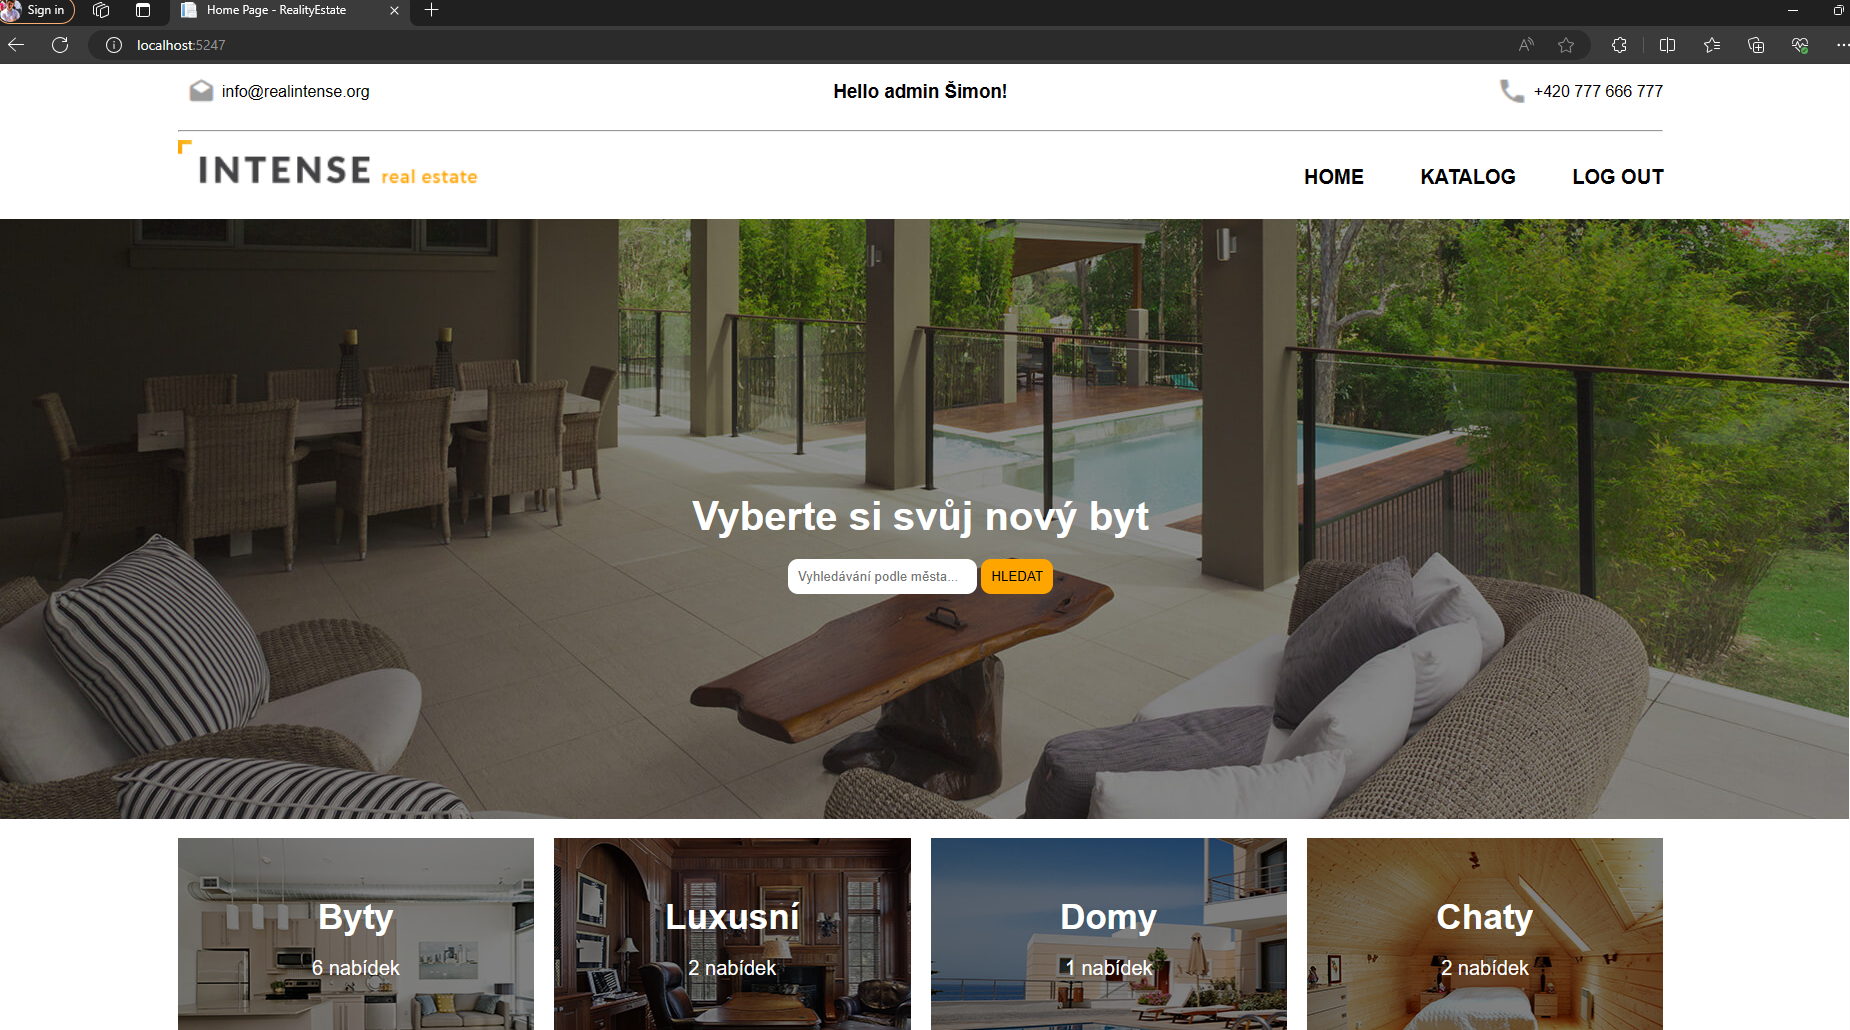 Sign in
Home Page - RealityEstate
localhost:5247
info@realintense.org
Hello admin Šimon!
+420 777 666 777
INTENSE real estate
HOME KATALOG LOG OUT
Vyberte si svůj nový byt
Vyhledávání podle města... HLEDAT
Byty
6 nabídek
Luxusní
2 nabídek
Domy
1 nabídek
Chaty
2 nabídek